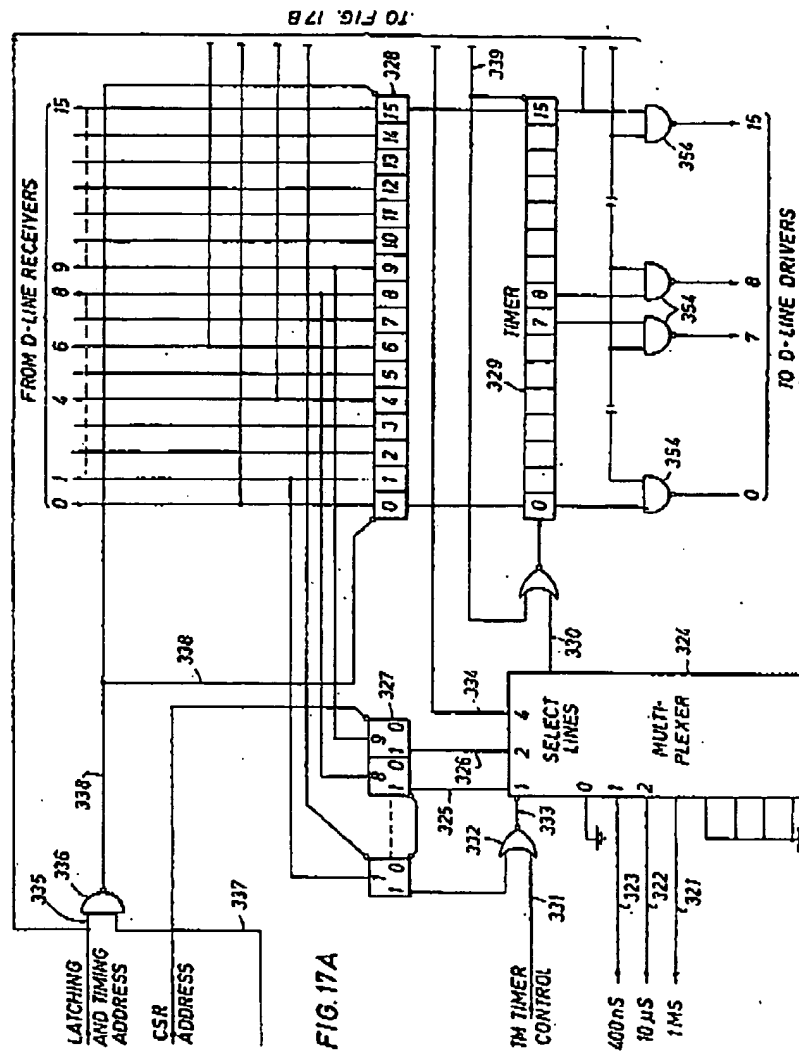 TO FIG. 17B
FROM D-LINE RECEIVERS
0 1 4 6 8 9 15
338
328
339
0 1 2 3 4 5 6 7 8 9 10 11 12 13 14 15
LATCHING
AND TIMING
ADDRESS
335
336
338
337
CSR
ADDRESS
327
1 0
8
1 0
9
1 0
325
326
334
TIMER
329
0 7 8 15
330
FIG. 17A
TM TIMER
CONTROL
331
332
333
1 2 4
SELECT
LINES
MULTI-
PLEXER
324
0
1
2
400nS
10µS
1MS
323
322
321
354
354
354
0 7 8 15
TO D-LINE DRIVERS